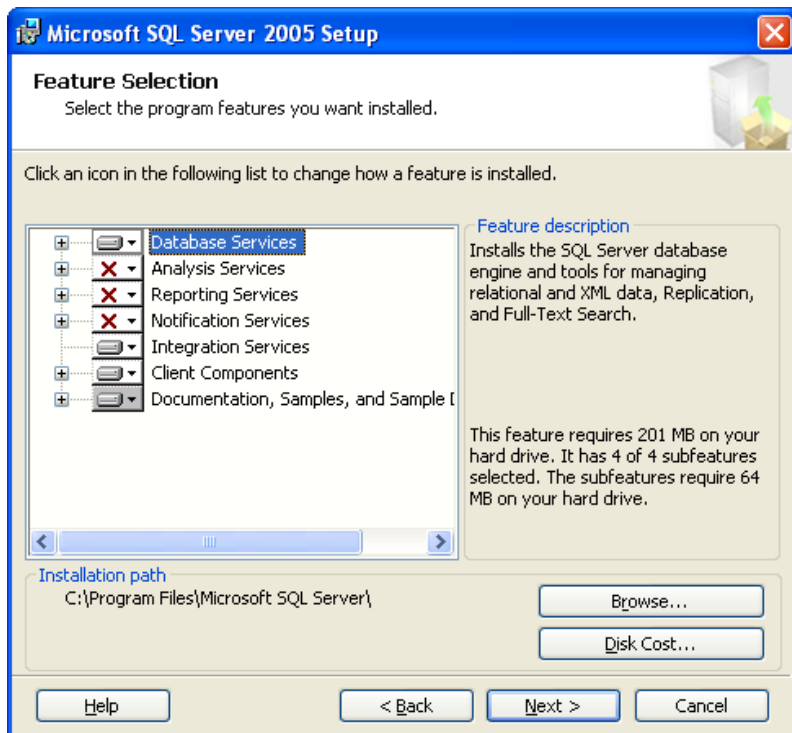 Microsoft SQL Server 2005 Setup
Feature Selection
Select the program features you want installed.
Click an icon in the following list to change how a feature is installed.
Database Services
Analysis Services
Reporting Services
Notification Services
Integration Services
Client Components
Documentation, Samples, and Sample D
Feature description
Installs the SQL Server database
engine and tools for managing
relational and XML data, Replication,
and Full-Text Search.
This feature requires 201 MB on your
hard drive. It has 4 of 4 subfeatures
selected. The subfeatures require 64
MB on your hard drive.
Installation path
C:\Program Files\Microsoft SQL Server\
Browse...
Disk Cost...
Help
< Back
Next >
Cancel